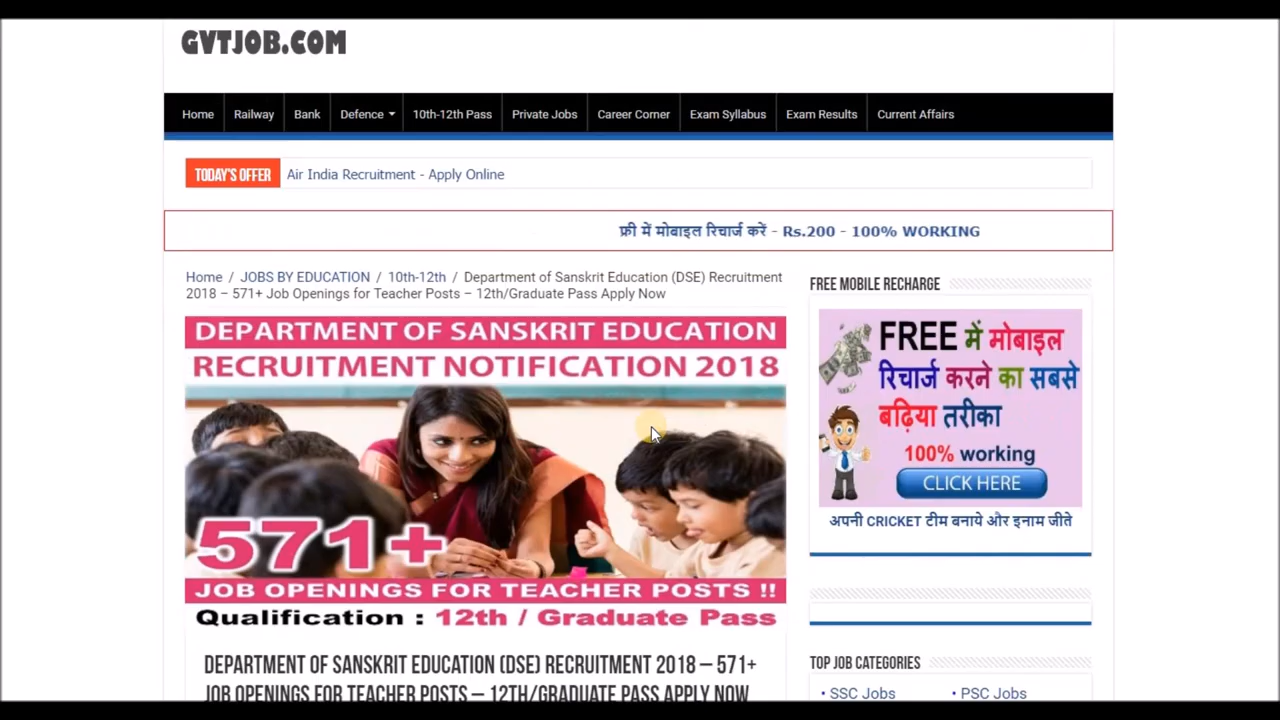 GVTJOB.COM
Home Railway Bank Defence 10th-12th Pass Private Jobs Career Corner Exam Syllabus Exam Results Current Affairs
TODAY'S OFFER Air India Recruitment - Apply Online
फ्री में मोबाइल रिचार्ज करें - Rs.200 - 100% WORKING
Home / JOBS BY EDUCATION / 10th-12th / Department of Sanskrit Education (DSE) Recruitment
2018 – 571+ Job Openings for Teacher Posts – 12th/Graduate Pass Apply Now
DEPARTMENT OF SANSKRIT EDUCATION
RECRUITMENT NOTIFICATION 2018
571+
JOB OPENINGS FOR TEACHER POSTS !!
Qualification : 12th / Graduate Pass
DEPARTMENT OF SANSKRIT EDUCATION (DSE) RECRUITMENT 2018 – 571+
JOB OPENINGS FOR TEACHER POSTS – 12TH/GRADUATE PASS APPLY NOW
FREE MOBILE RECHARGE
FREE में मोबाइल
रिचार्ज करने का सबसे
बढ़िया तरीका
100% working
CLICK HERE
अपनी CRICKET टीम बनाये और इनाम जीते
TOP JOB CATEGORIES
• SSC Jobs • PSC Jobs